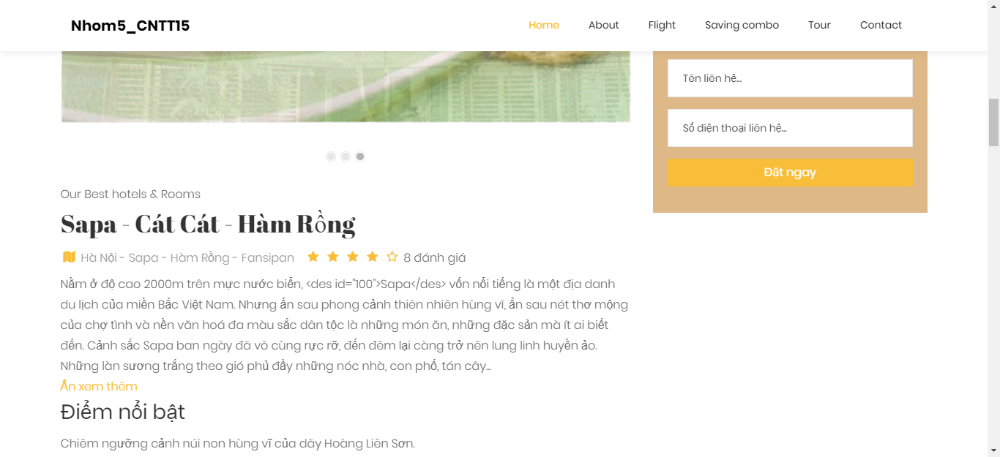 Nhom5_CNTT15
Home About Flight Saving combo Tour Contact
Tên liên hệ...
Số điện thoại liên hệ...
Đặt ngay
Our Best hotels & Rooms
Sapa - Cát Cát - Hàm Rồng
Hà Nội - Sapa - Hàm Rồng - Fansipan 8 đánh giá
Nằm ở độ cao 2000m trên mực nước biển, <des id="100">Sapa</des> vốn nổi tiếng là một địa danh
du lịch của miền Bắc Việt Nam. Nhưng ẩn sau phong cảnh thiên nhiên hùng vĩ, ẩn sau nét thơ mộng
của chợ tình và nền văn hoá đa màu sắc dân tộc là những món ăn, những đặc sản mà ít ai biết
đến. Cảnh sắc Sapa ban ngày đã vô cùng rực rỡ, đến đêm lại càng trở nên lung linh huyền ảo.
Những làn sương trắng theo gió phủ đầy những nóc nhà, con phố, tán cây...
Ấn xem thêm
Điểm nổi bật
Chiêm ngưỡng cảnh núi non hùng vĩ của dãy Hoàng Liên Sơn.